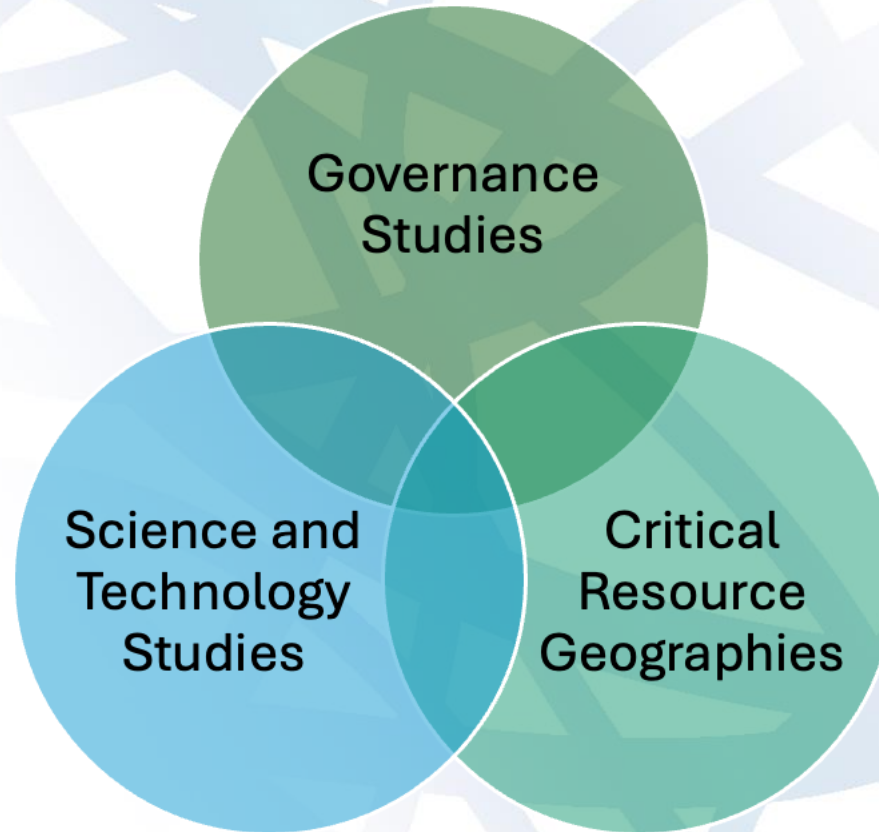 Governance
Studies
Science and
Technology
Studies
Critical
Resource
Geographies